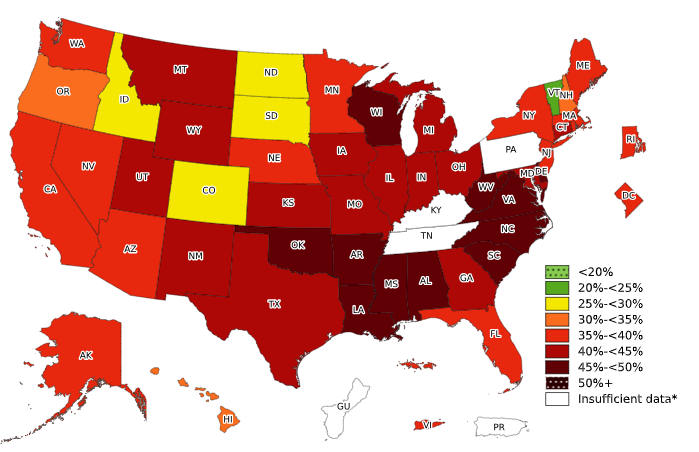 WA
MT
ND
MN
ME
OR
ID
SD
WI
VT
NH
NY
MA
WY
MI
CT
RI
IA
PA
NJ
NE
OH
NV
UT
CO
IL
IN
MD
DE
WV
VA
CA
KS
MO
KY
DC
NC
TN
AZ
NM
OK
AR
SC
MS
AL
GA
TX
LA
FL
AK
GU
HI
VI
PR
<20%
20%-<25%
25%-<30%
30%-<35%
35%-<40%
40%-<45%
45%-<50%
50%+
Insufficient data*